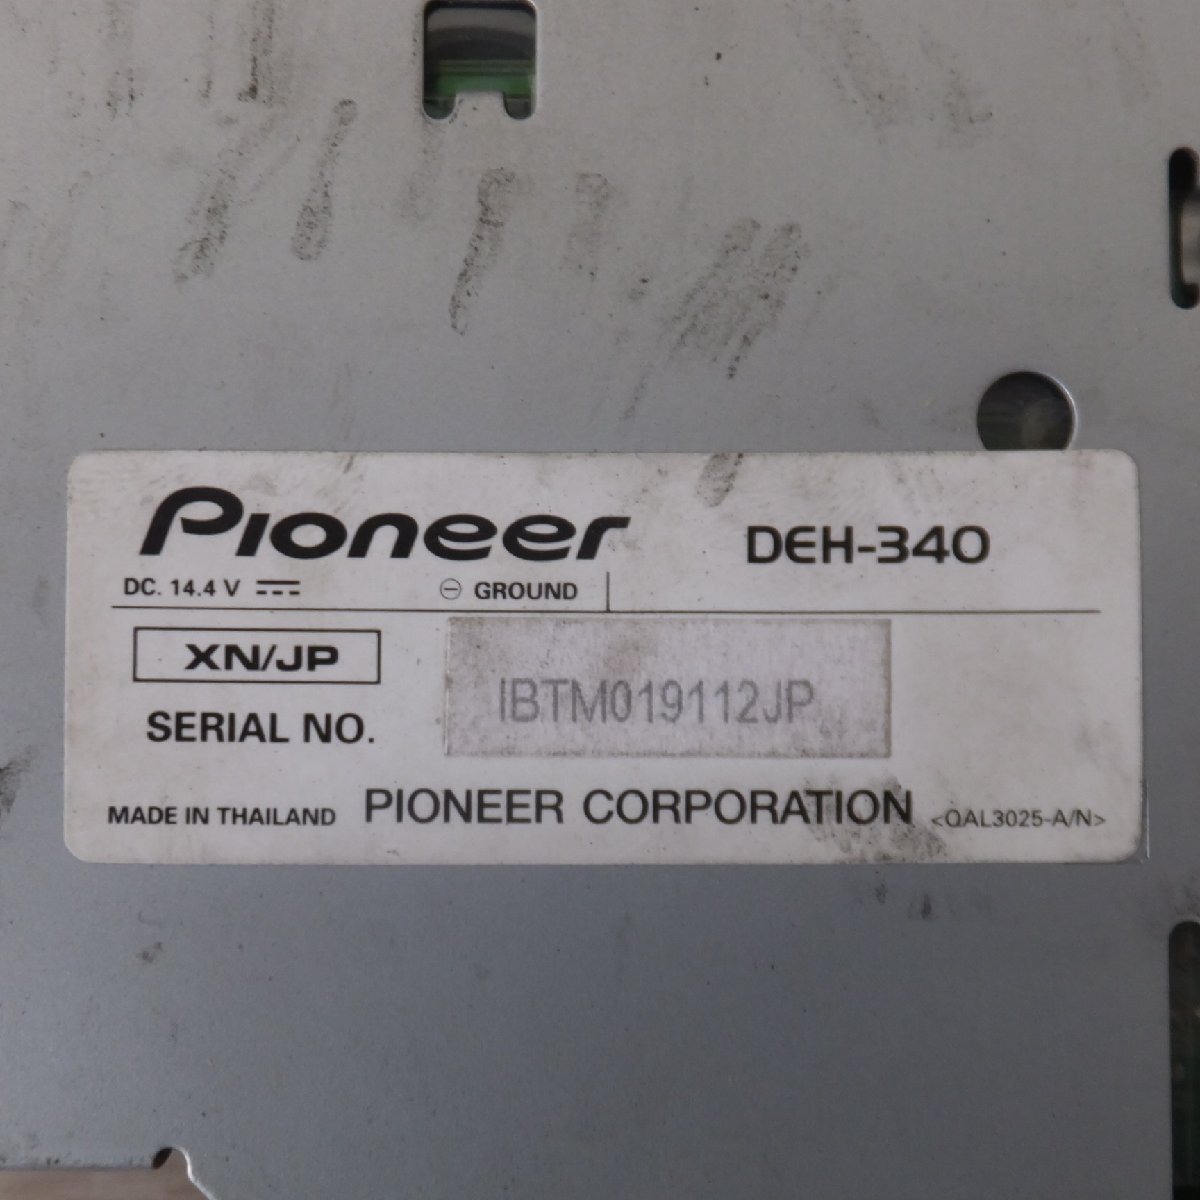 Pioneer DEH-340
DC. 14.4 V ⎓ ⊖ GROUND
XN/JP
SERIAL NO. IBTM019112JP
MADE IN THAILAND PIONEER CORPORATION <QAL3025-A/N>